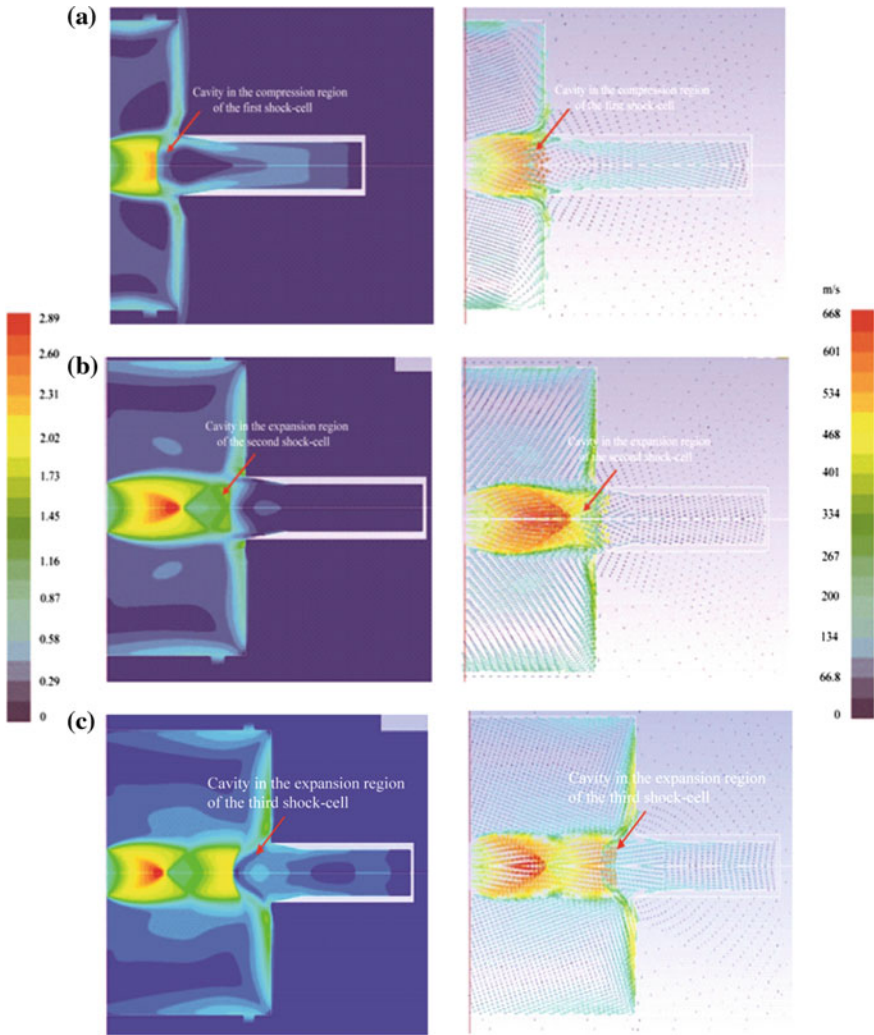 (a)
Cavity in the compression region
of the first shock-cell
Cavity in the compression region
of the first shock-cell
2.89
2.60
2.31
2.02
1.73
1.45
1.16
0.87
0.58
0.29
0
(b)
Cavity in the expansion region
of the second shock-cell
Cavity in the expansion region
of the second shock-cell
m/s
668
601
534
468
401
334
267
200
134
66.8
0
(c)
Cavity in the expansion region
of the third shock-cell
Cavity in the expansion region
of the third shock-cell